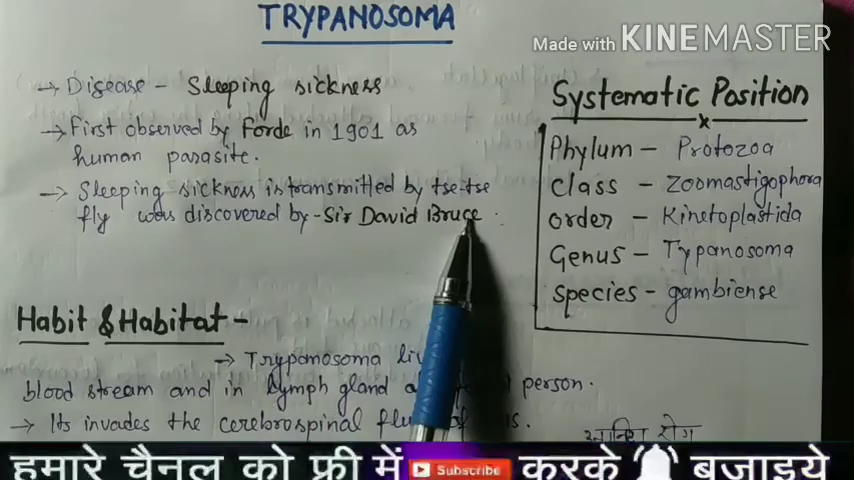 TRYPANOSOMA
Made with KINEMASTER
→ Disease - Sleeping sickness
→ First observed by forde in 1901 as
human parasite.
→ Sleeping sickness is transmitted by tse-tse
fly was discovered by - Sir David Bruce
Systematic Position
x
Phylum - Protozoa
Class - Zoomastigophora
order - Kinetoplastida
Genus - Typanosoma
species - gambiense
Habit & Habitat -
→ Trypanosoma
blood stream and in lymph gland person.
→ Its invades the cerebrospinal
रोग
हमारे चैनल को फ्री में Subscribe करके बजाइये